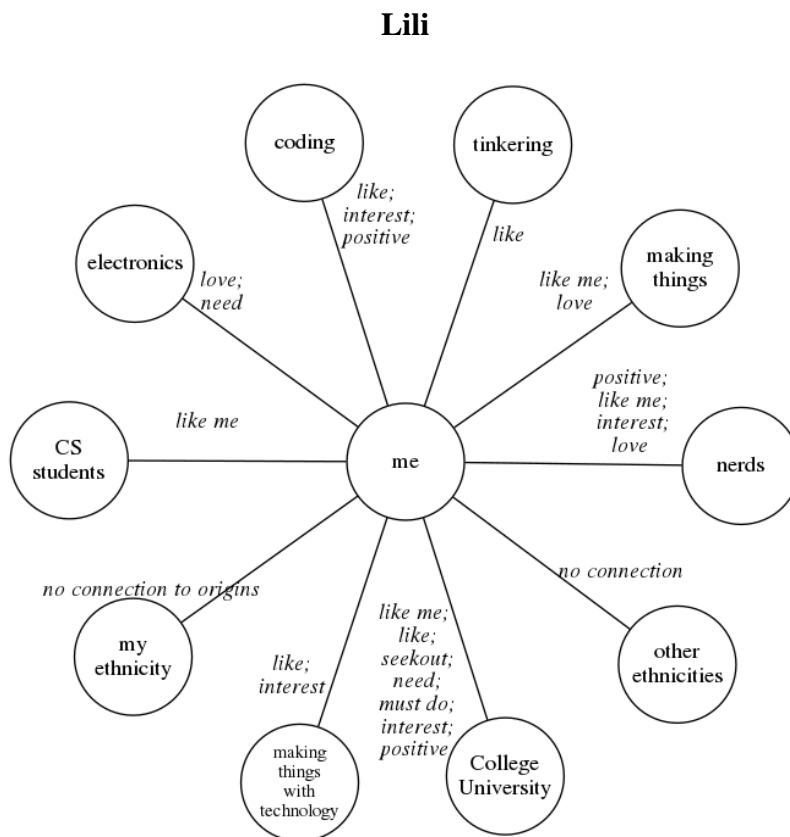 Lili
coding
tinkering
like;
interest;
positive
like
electronics
love;
need
making
things
like me;
love
CS
students
like me
me
positive;
like me;
interest;
love
nerds
no connection to origins
my
ethnicity
no connection
other
ethnicities
like;
interest
making
things
with
technology
like me;
like;
seekout;
need;
must do;
interest;
positive
College
University